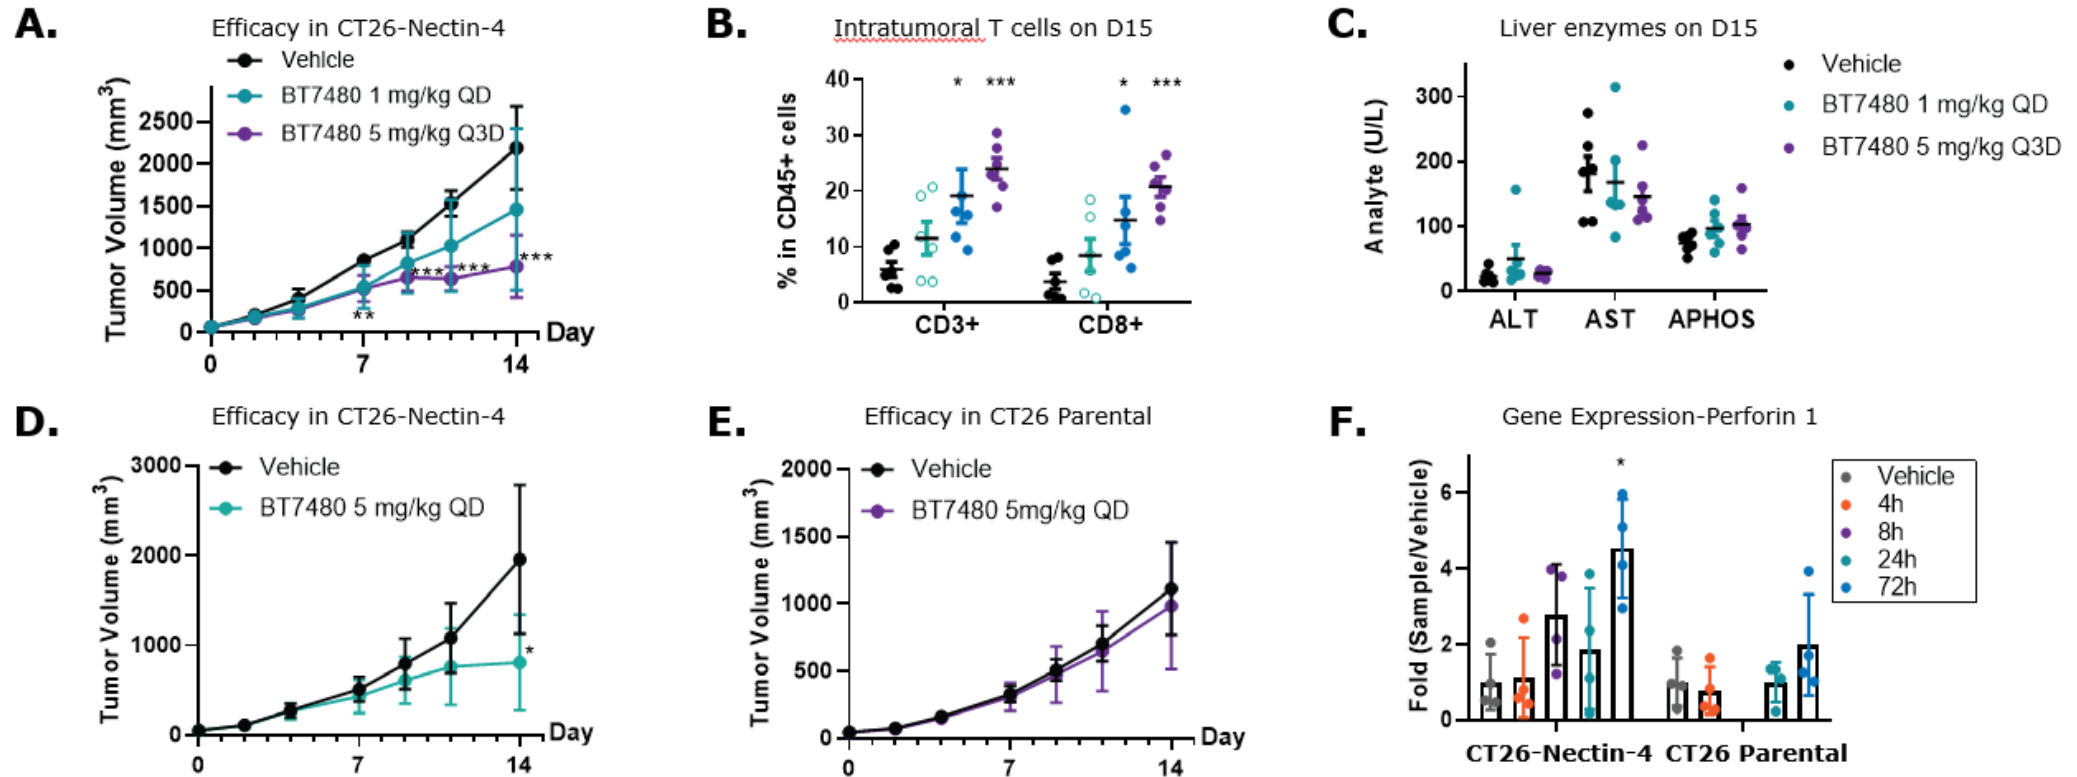 A.
Efficacy in CT26-Nectin-4
Vehicle
BT7480 1 mg/kg QD
BT7480 5 mg/kg Q3D
Tumor Volume (mm3)
2500
2000
1500
1000
500
0
***
***
***
**
0
7
14
Day
B.
Intratumoral T cells on D15
% in CD45+ cells
40
30
20
10
0
*
***
*
***
CD3+
CD8+
C.
Liver enzymes on D15
Vehicle
BT7480 1 mg/kg QD
BT7480 5 mg/kg Q3D
Analyte (U/L)
300
200
100
0
ALT
AST
APHOS
D.
Efficacy in CT26-Nectin-4
Vehicle
BT7480 5 mg/kg QD
Tumor Volume (mm3)
3000
2000
1000
0
*
0
7
14
Day
E.
Efficacy in CT26 Parental
Vehicle
BT7480 5mg/kg QD
Tumor Volume (mm3)
2000
1500
1000
500
0
0
7
14
Day
F.
Gene Expression-Perforin 1
Fold (Sample/Vehicle)
6
4
2
0
*
Vehicle
4h
8h
24h
72h
CT26-Nectin-4
CT26 Parental